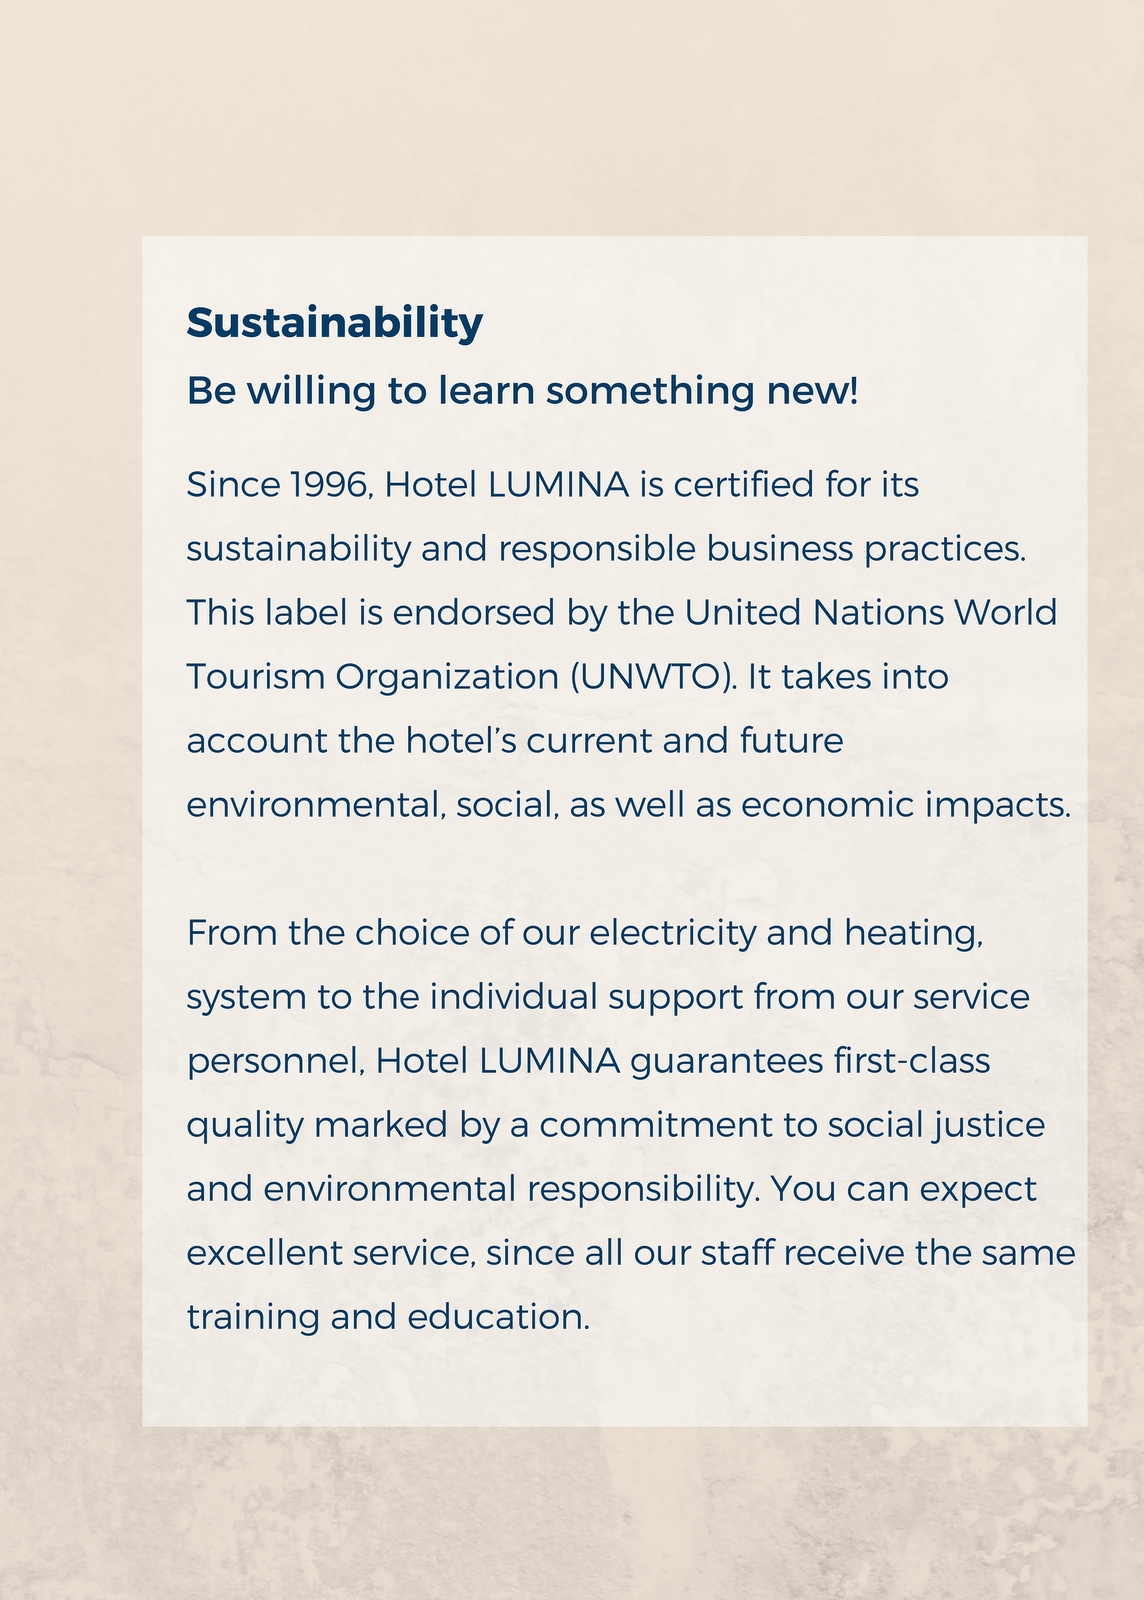 Sustainability
Be willing to learn something new!
Since 1996, Hotel LUMINA is certified for its
sustainability and responsible business practices.
This label is endorsed by the United Nations World
Tourism Organization (UNWTO). It takes into
account the hotel’s current and future
environmental, social, as well as economic impacts.
From the choice of our electricity and heating,
system to the individual support from our service
personnel, Hotel LUMINA guarantees first-class
quality marked by a commitment to social justice
and environmental responsibility. You can expect
excellent service, since all our staff receive the same
training and education.